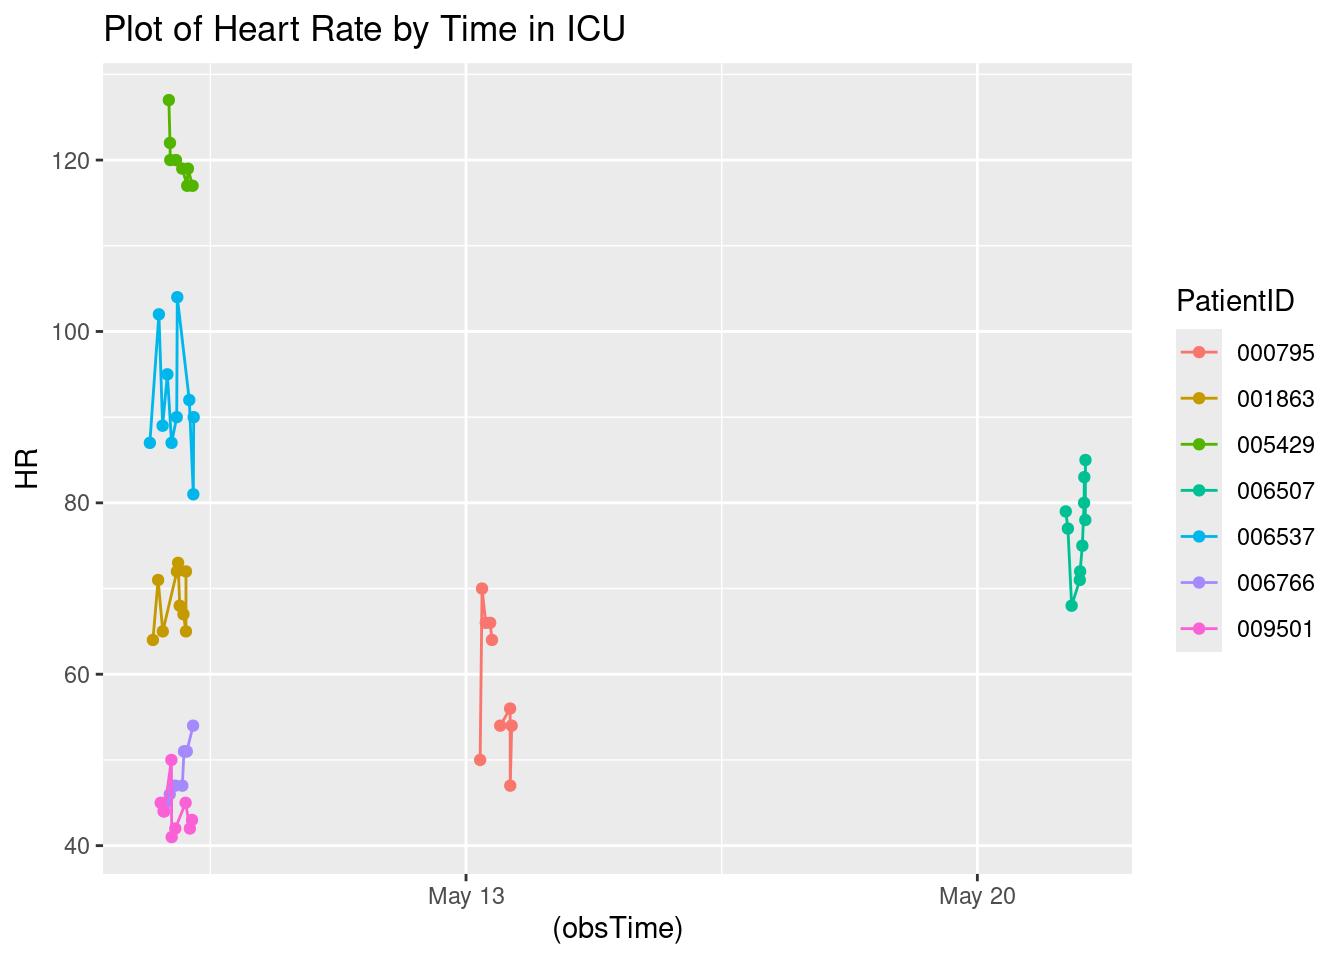 Plot of Heart Rate by Time in ICU
HR
120
100
80
60
40
May 13
May 20
(obsTime)
PatientID
000795
001863
005429
006507
006537
006766
009501